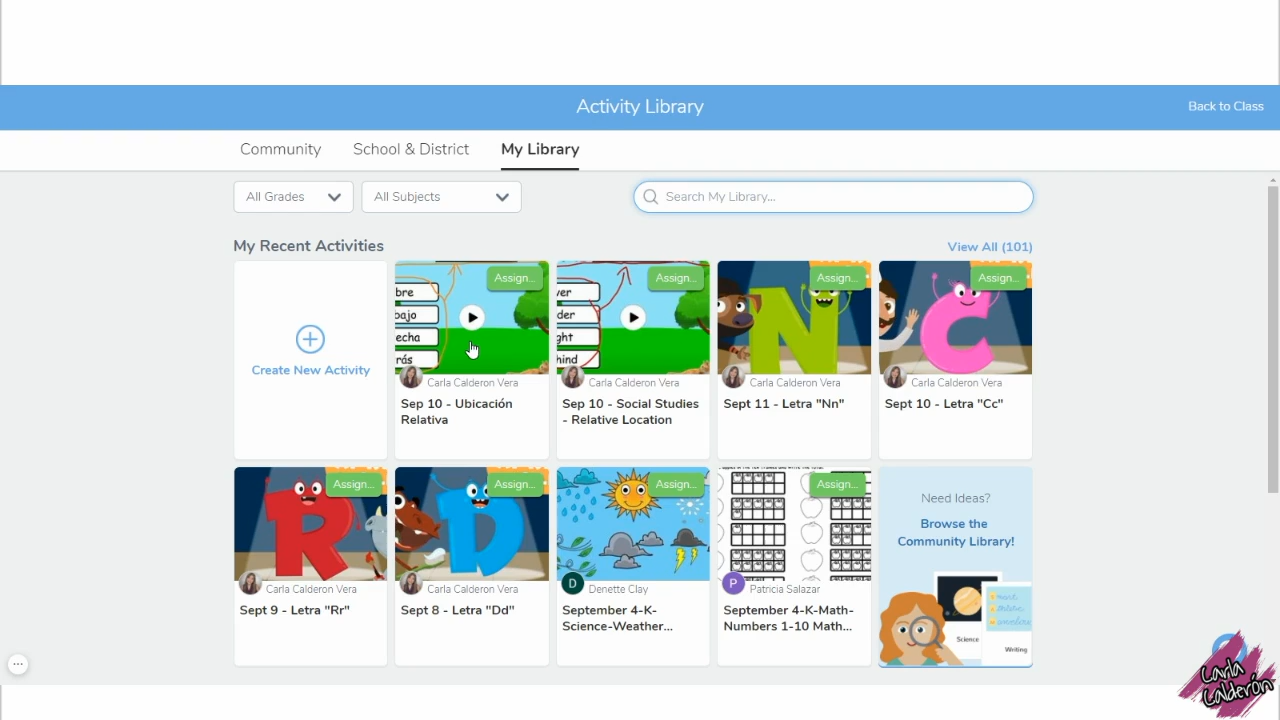 Activity Library
Back to Class
Community
School & District
My Library
All Grades
All Subjects
Search My Library...
My Recent Activities
View All (101)
Create New Activity
Assign...
bre
bajo
echa
rás
Carla Calderon Vera
Sep 10 - Ubicación
Relativa
Assign...
ver
der
ght
hind
Carla Calderon Vera
Sep 10 - Social Studies
- Relative Location
Assign...
N
Carla Calderon Vera
Sept 11 - Letra "Nn"
Assign...
C
Carla Calderon Vera
Sept 10 - Letra "Cc"
Assign...
R
Carla Calderon Vera
Sept 9 - Letra "Rr"
Assign...
D
Carla Calderon Vera
Sept 8 - Letra "Dd"
Assign...
D
Denette Clay
September 4-K-
Science-Weather...
Assign...
P
Patricia Salazar
September 4-K-Math-
Numbers 1-10 Math...
Need Ideas?
Browse the
Community Library!
Science
Writing
Carla
Calderón